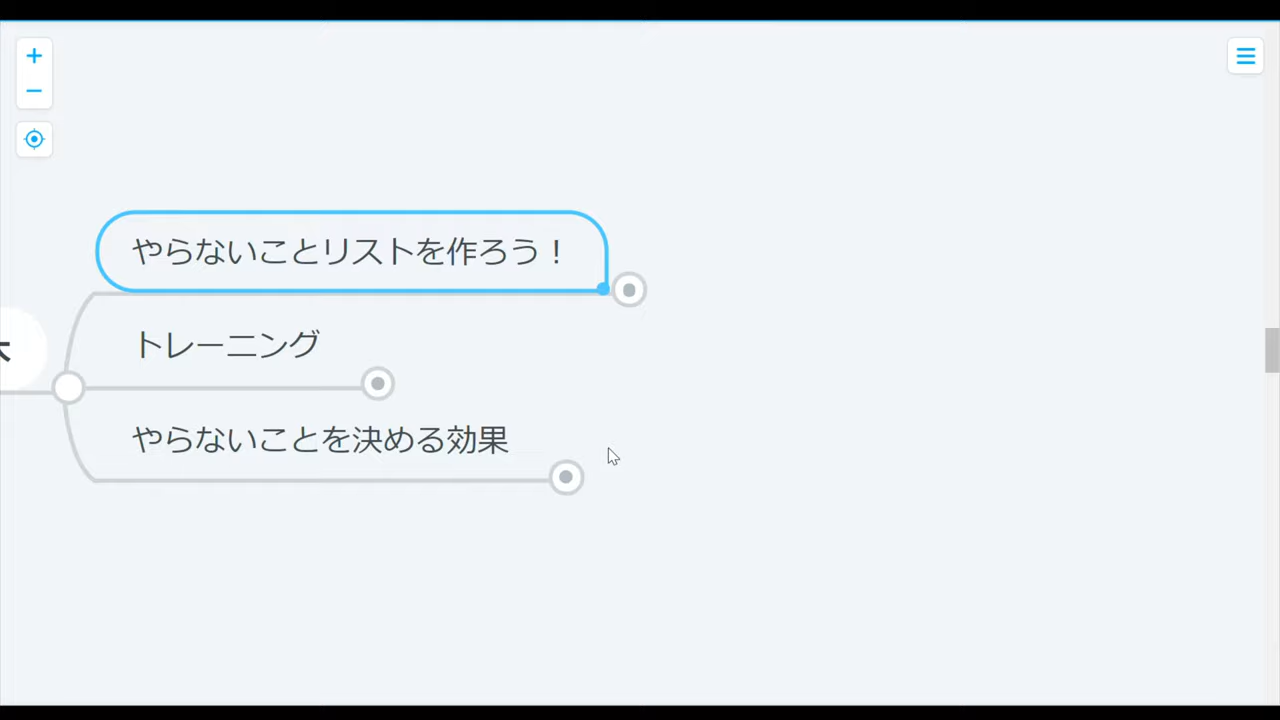 やらないことリストを作ろう！
トレーニング
やらないことを決める効果